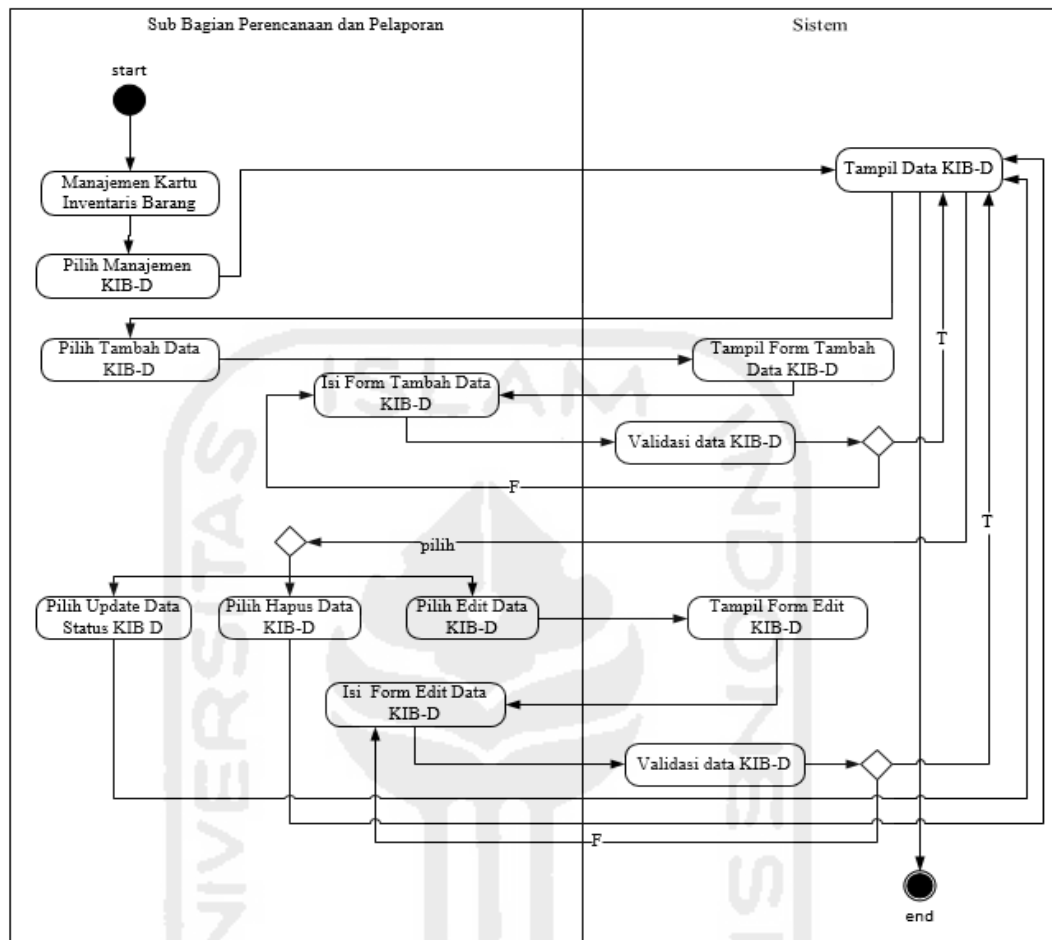 Sub Bagian Perencanaan dan Pelaporan
Sistem
start
Manajemen Kartu
Inventaris Barang
Tampil Data KIB-D
Pilih Manajemen
KIB-D
Pilih Tambah Data
KIB-D
Tampil Form Tambah
Data KIB-D
T
Isi Form Tambah Data
KIB-D
Validasi data KIB-D
F
T
pilih
Pilih Update Data
Status KIB D
Pilih Hapus Data
KIB-D
Pilih Edit Data
KIB-D
Tampil Form Edit
KIB-D
Isi Form Edit Data
KIB-D
Validasi data KIB-D
F
end
UNIVERSITAS
ISLAM
INDONESI